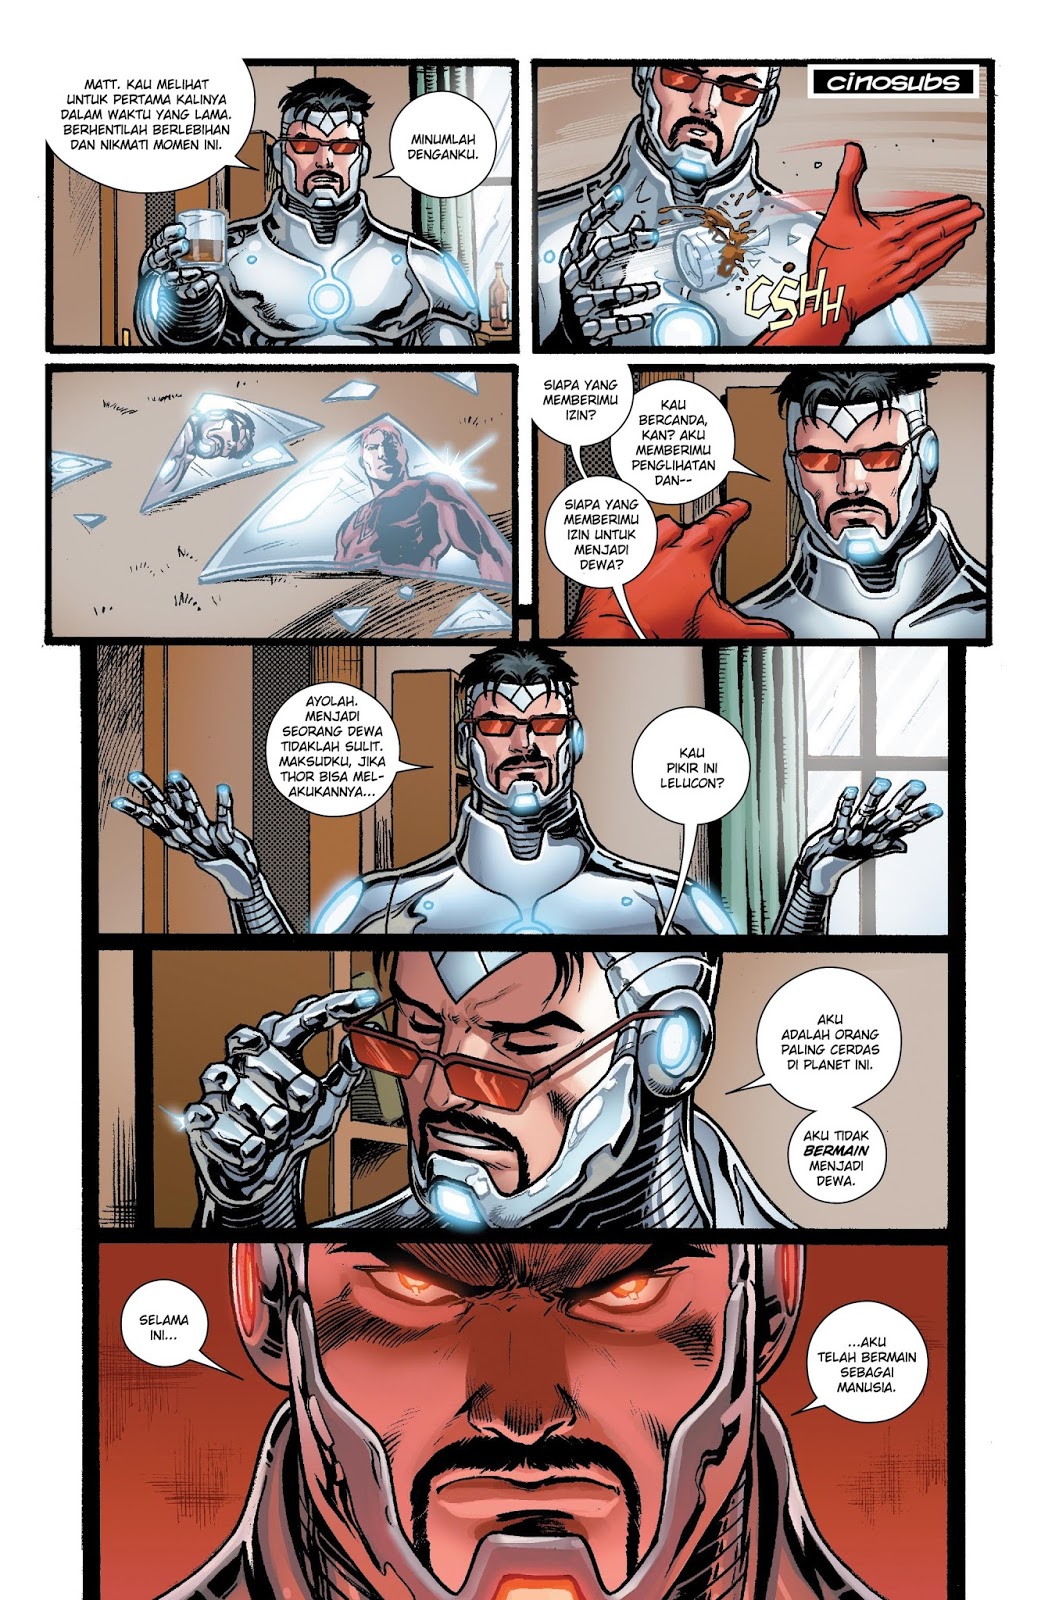 MATT. KAU MELIHAT
UNTUK PERTAMA KALINYA
DALAM WAKTU YANG LAMA.
BERHENTILAH BERLEBIHAN
DAN NIKMATI MOMEN INI.
MINUMLAH
DENGANKU.
cinosubs
CSHH
SIAPA YANG
MEMBERIMU
IZIN?
KAU
BERCANDA,
KAN? AKU
MEMBERIMU
PENGLIHATAN
DAN--
SIAPA YANG
MEMBERIMU
IZIN UNTUK
MENJADI
DEWA?
AYOLAH.
MENJADI
SEORANG DEWA
TIDAKLAH SULIT.
MAKSUDKU, JIKA
THOR BISA MEL-
AKUKANNYA...
KAU
PIKIR INI
LELUCON?
AKU
ADALAH ORANG
PALING CERDAS
DI PLANET INI.
AKU TIDAK
BERMAIN
MENJADI
DEWA.
SELAMA
INI...
...AKU
TELAH BERMAIN
SEBAGAI
MANUSIA.